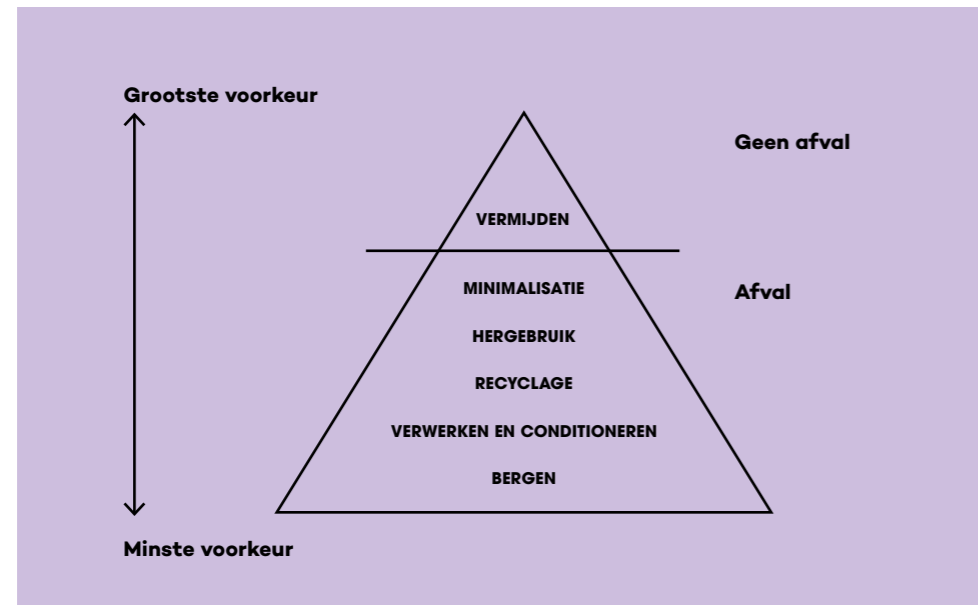 Grootste voorkeur
Geen afval
VERMIJDEN
MINIMALISATIE
Afval
HERGEBRUIK
RECYCLAGE
VERWERKEN EN CONDITIONEREN
BERGEN
Minste voorkeur